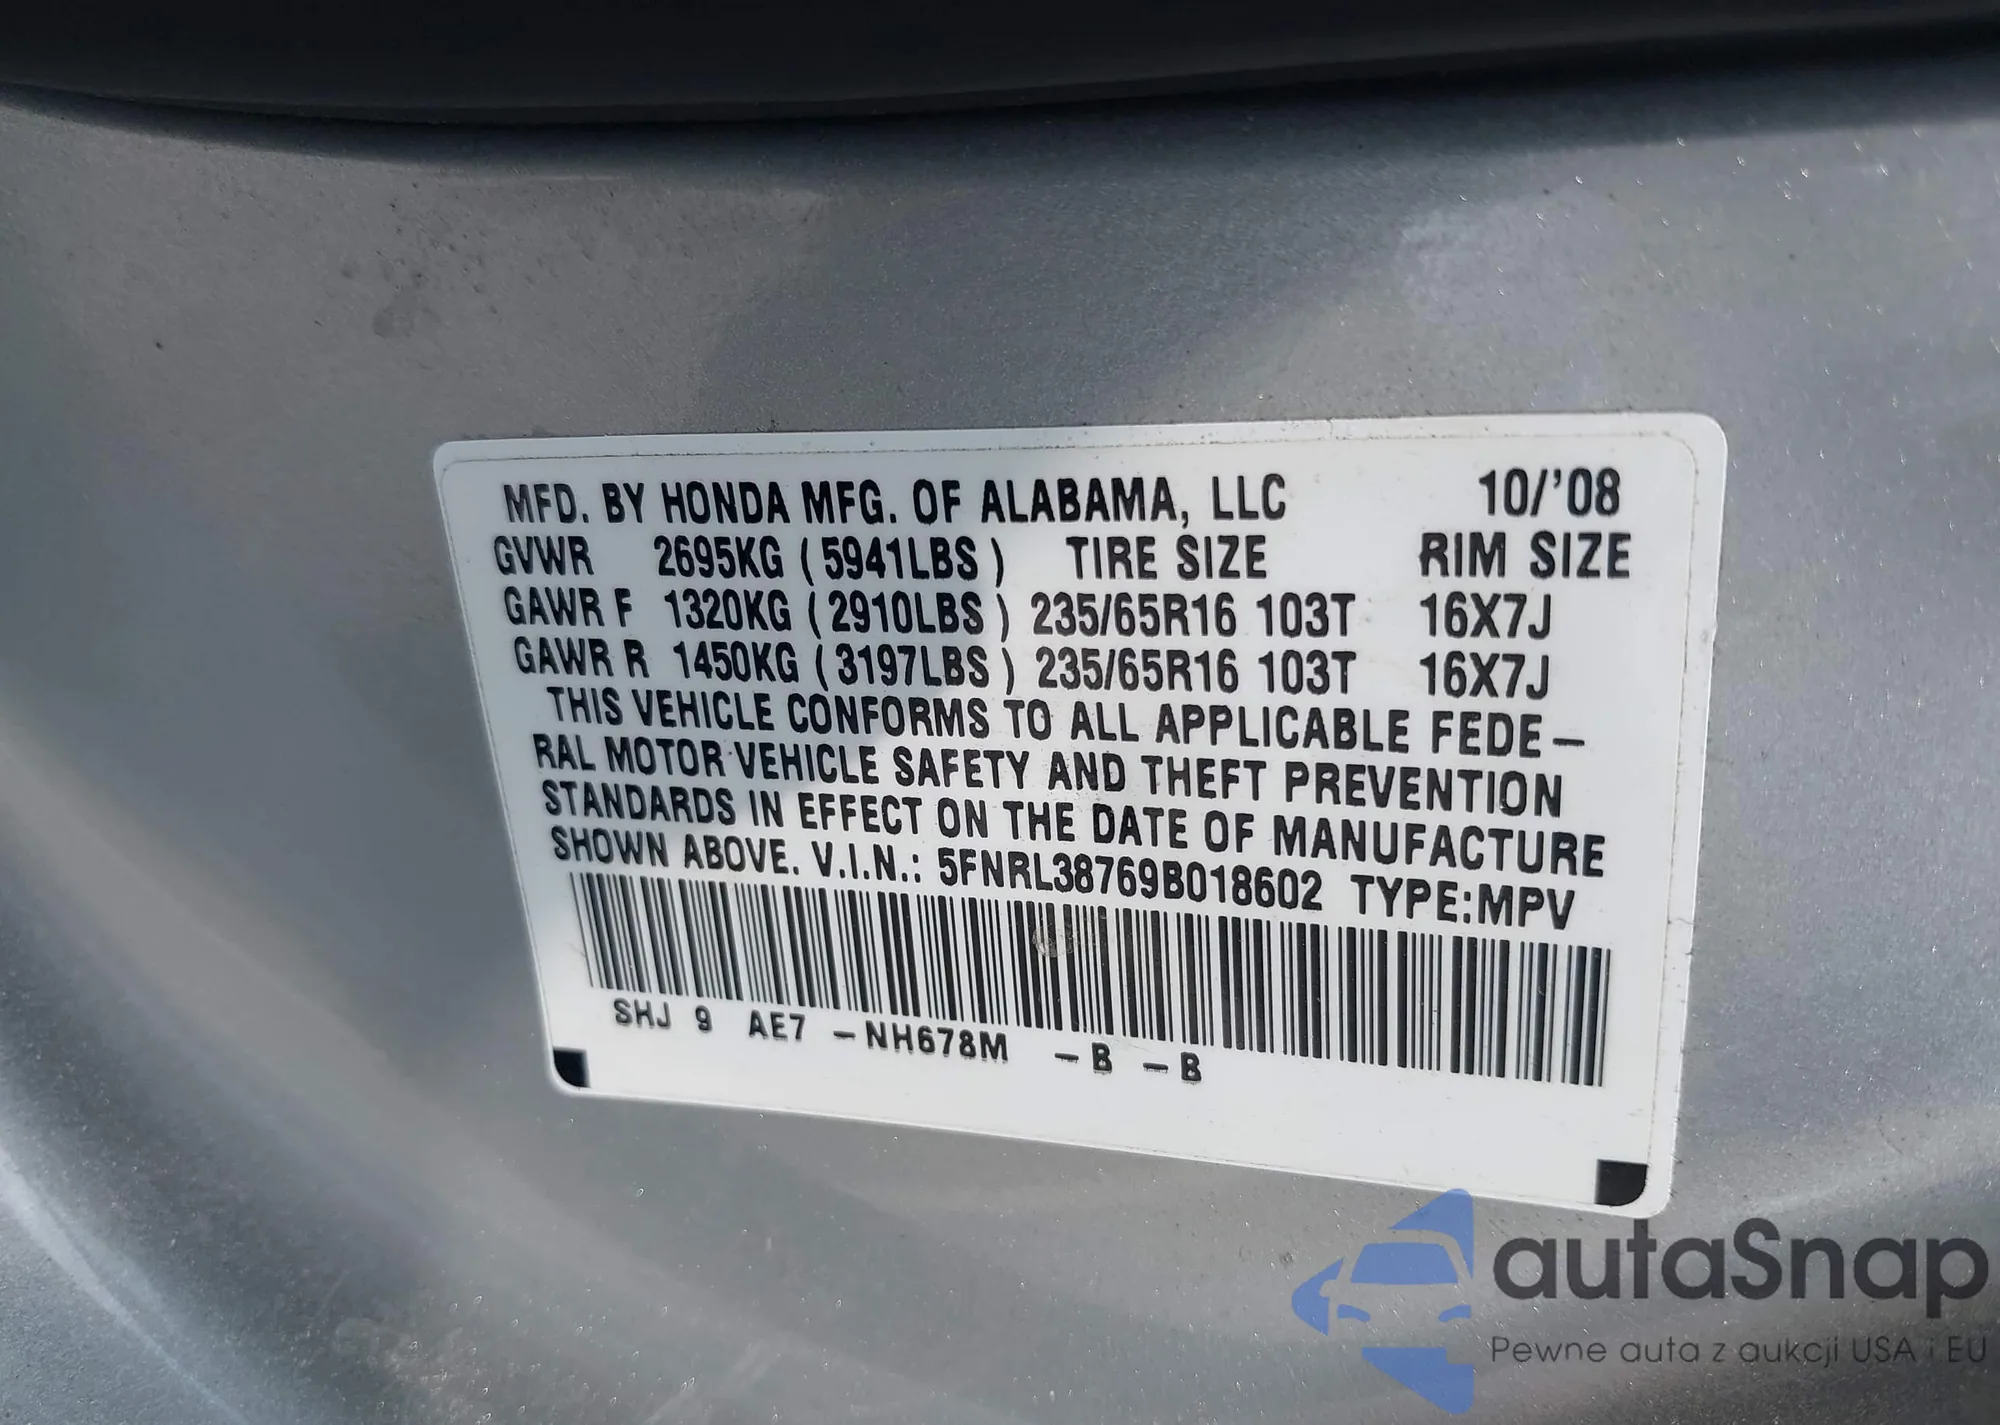 MFD. BY HONDA MFG. OF ALABAMA, LLC 10/'08
GVWR 2695KG ( 5941LBS ) TIRE SIZE RIM SIZE
GAWR F 1320KG ( 2910LBS ) 235/65R16 103T 16X7J
GAWR R 1450KG ( 3197LBS ) 235/65R16 103T 16X7J
THIS VEHICLE CONFORMS TO ALL APPLICABLE FEDE-
RAL MOTOR VEHICLE SAFETY AND THEFT PREVENTION
STANDARDS IN EFFECT ON THE DATE OF MANUFACTURE
SHOWN ABOVE. V.I.N.: 5FNRL38769B018602 TYPE:MPV
SHJ 9 AE7 -NH678M -B -B
autaSnap
Pewne auta z aukcji USA i EU